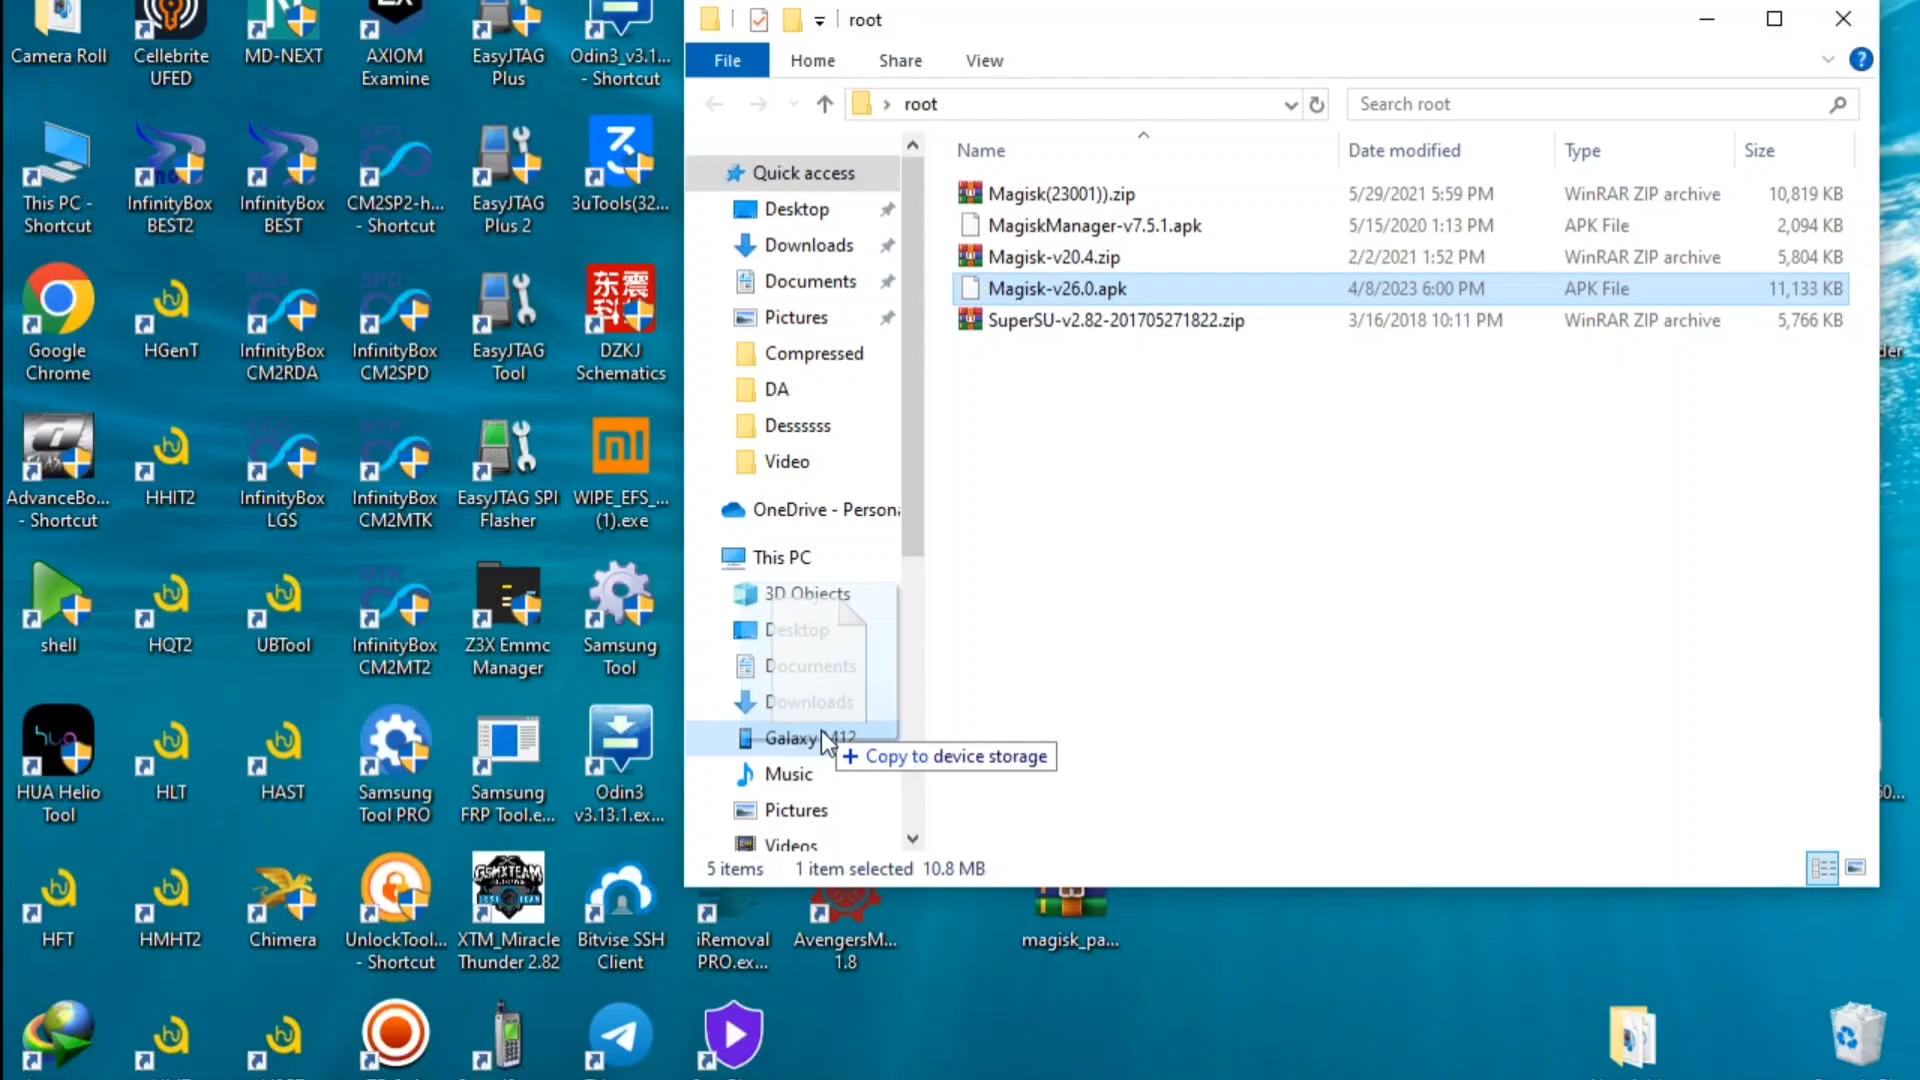 root
File
Home
Share
View
root
Search root
Name
Date modified
Type
Size
Quick access
Desktop
Downloads
Documents
Pictures
Compressed
DA
Dessssss
Video
OneDrive - Persona
This PC
3D Objects
Desktop
Documents
Downloads
Galaxy
Music
Pictures
Videos
Magisk(23001)).zip 5/29/2021 5:59 PM WinRAR ZIP archive 10,819 KB
MagiskManager-v7.5.1.apk 5/15/2020 1:13 PM APK File 2,094 KB
Magisk-v20.4.zip 2/2/2021 1:52 PM WinRAR ZIP archive 5,804 KB
Magisk-v26.0.apk 4/8/2023 6:00 PM APK File 11,133 KB
SuperSU-v2.82-201705271822.zip 3/16/2018 10:11 PM WinRAR ZIP archive 5,766 KB
+ Copy to device storage
5 items 1 item selected 10.8 MB
Camera Roll
Cellebrite
UFED
MD-NEXT
AXIOM
Examine
EasyJTAG
Plus
Odin3_v3.1...
- Shortcut
This PC -
Shortcut
InfinityBox
BEST2
InfinityBox
BEST
CM2SP2-h...
- Shortcut
EasyJTAG
Plus 2
3uTools(32...
Google
Chrome
HGenT
InfinityBox
CM2RDA
InfinityBox
CM2SPD
EasyJTAG
Tool
东震
科
DZKJ
Schematics
AdvanceBo...
- Shortcut
HHIT2
InfinityBox
LGS
InfinityBox
CM2MTK
EasyJTAG SPI
Flasher
WIPE_EFS_...
(1).exe
shell
HQT2
UBTool
InfinityBox
CM2MT2
Z3X Emmc
Manager
Samsung
Tool
HUA Helio
Tool
HLT
HAST
Samsung
Tool PRO
Samsung
FRP Tool.e...
Odin3
v3.13.1.ex...
HFT
HMHT2
Chimera
UnlockTool...
- Shortcut
XTM_Miracle
Thunder 2.82
Bitvise SSH
Client
iRemoval
PRO.ex...
AvengersM...
1.8
magisk_pa...